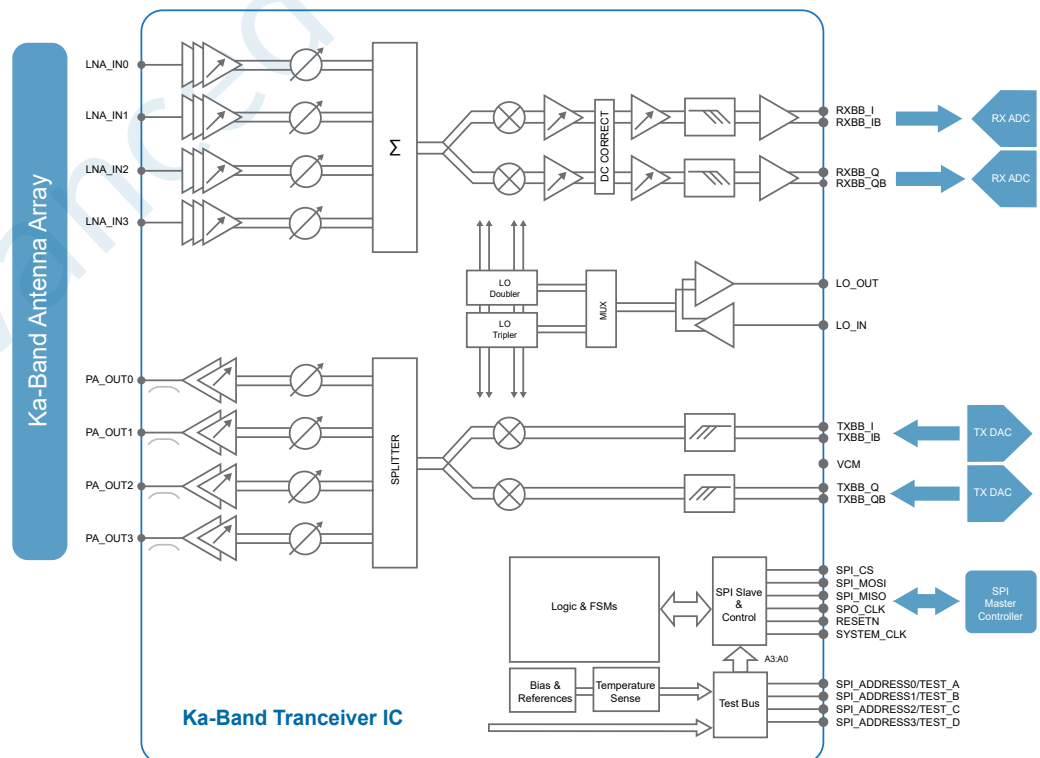 Ka-Band Antenna Array
LNA_IN0
LNA_IN1
LNA_IN2
LNA_IN3
Σ
DC CORRECT
RXBB_I
RXBB_IB
RX ADC
RXBB_Q
RXBB_QB
RX ADC
LO
Doubler
LO
Tripler
MUX
LO_OUT
LO_IN
PA_OUT0
PA_OUT1
PA_OUT2
PA_OUT3
SPLITTER
TXBB_I
TXBB_IB
TX DAC
VCM
TXBB_Q
TXBB_QB
TX DAC
Logic & FSMs
SPI Slave
&
Control
SPI_CS
SPI_MOSI
SPI_MISO
SPO_CLK
RESETN
SYSTEM_CLK
SPI
Master
Controller
A3:A0
Bias &
References
Temperature
Sense
Test Bus
SPI_ADDRESS0/TEST_A
SPI_ADDRESS1/TEST_B
SPI_ADDRESS2/TEST_C
SPI_ADDRESS3/TEST_D
Ka-Band Tranceiver IC